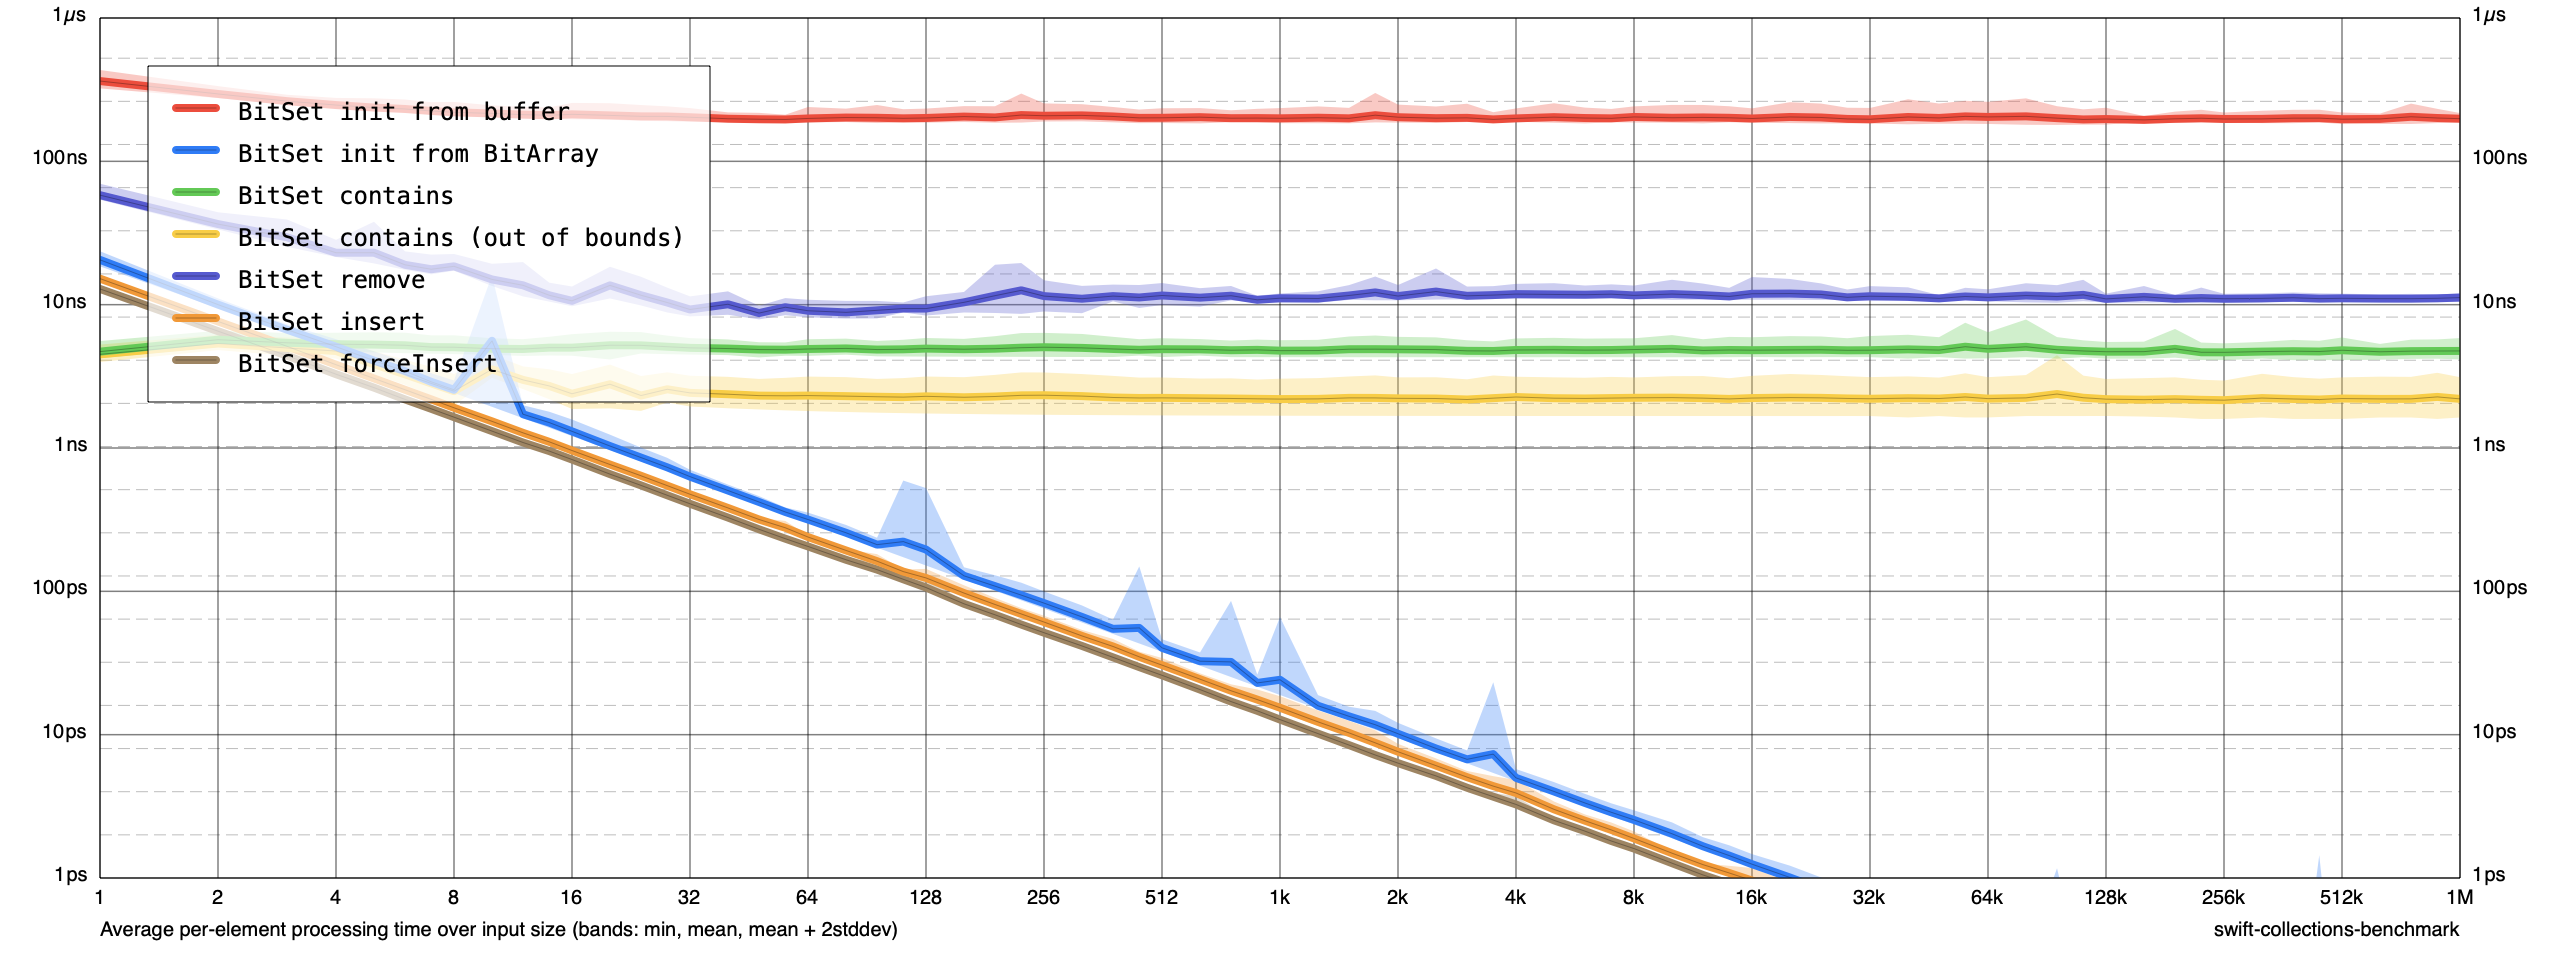 1µs
1µs
BitSet init from buffer
BitSet init from BitArray
100ns
100ns
BitSet contains
BitSet contains (out of bounds)
BitSet remove
10ns
10ns
BitSet insert
BitSet forceInsert
1ns
1ns
100ps
100ps
10ps
10ps
1ps
1ps
1 2 4 8 16 32 64 128 256 512 1k 2k 4k 8k 16k 32k 64k 128k 256k 512k 1M
Average per-element processing time over input size (bands: min, mean, mean + 2stddev)
swift-collections-benchmark